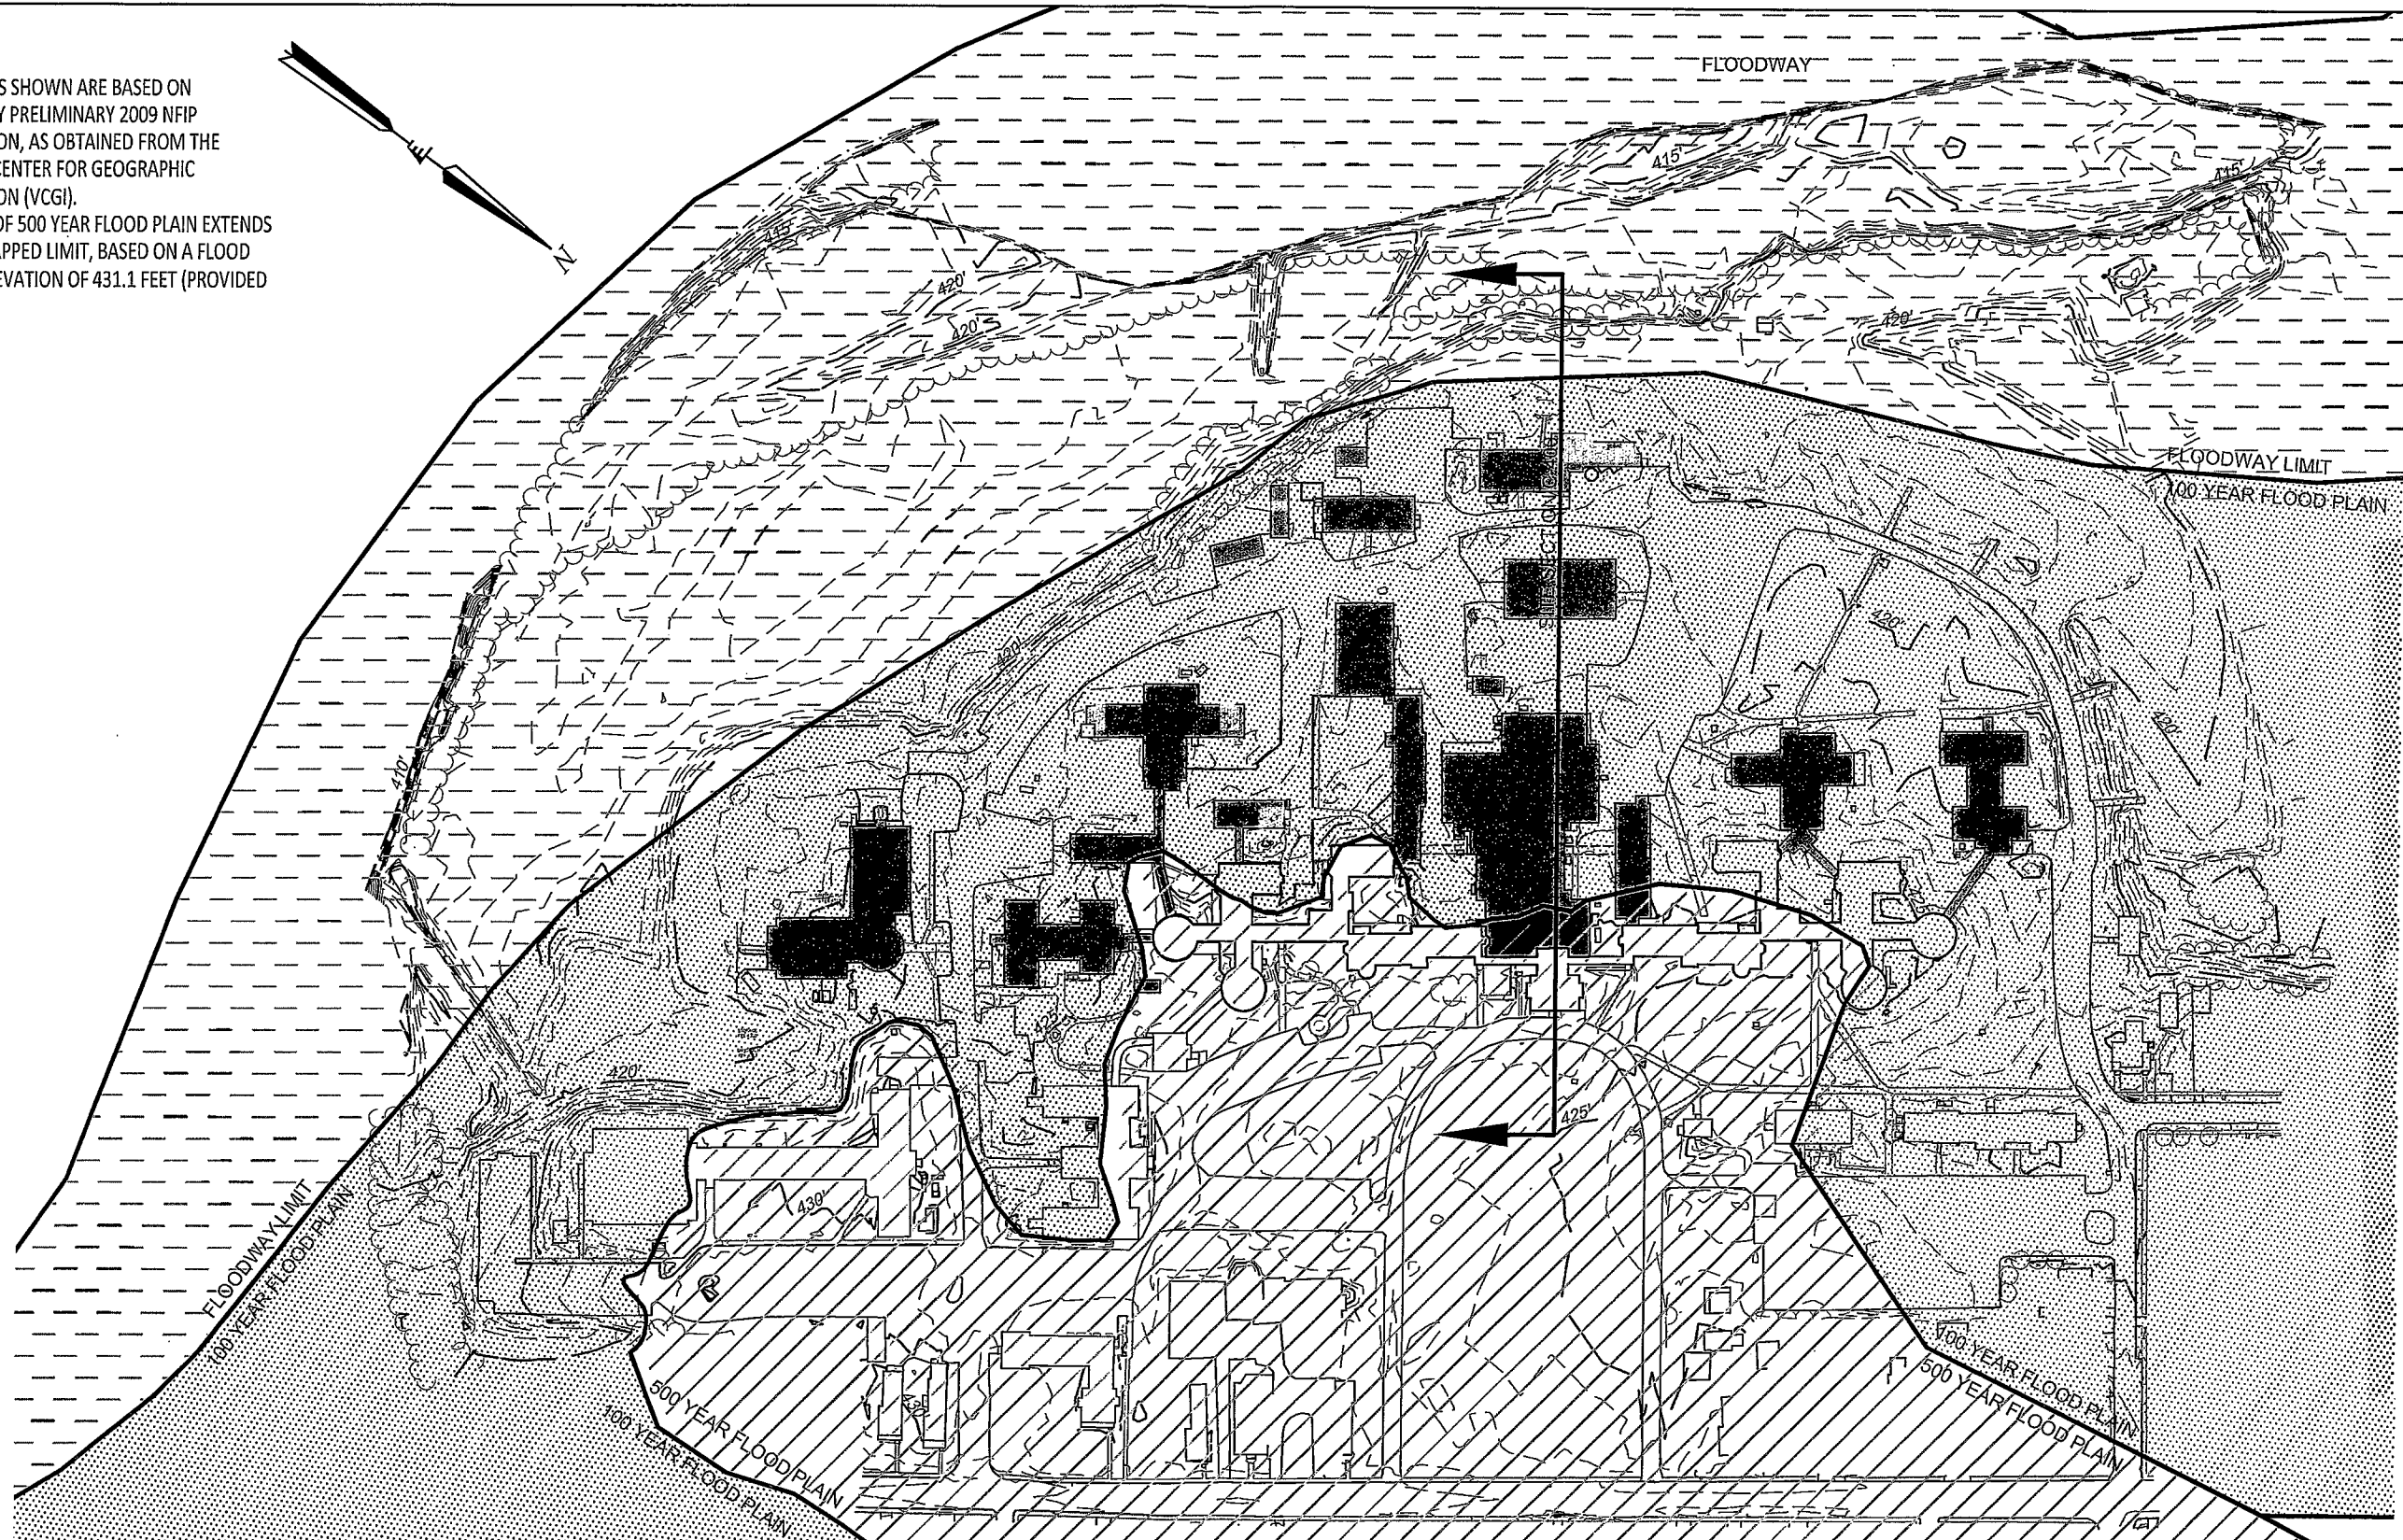 S SHOWN ARE BASED ON
Y PRELIMINARY 2009 NFIP
ON, AS OBTAINED FROM THE
CENTER FOR GEOGRAPHIC
ON (VCGI).
OF 500 YEAR FLOOD PLAIN EXTENDS
APPED LIMIT, BASED ON A FLOOD
EVATION OF 431.1 FEET (PROVIDED
N
FLOODWAY
415'
415'
415'
420'
420'
420'
FLOODWAY LIMIT
100 YEAR FLOOD PLAIN
420'
420'
420'
410'
425'
420'
425'
430'
FLOODWAY LIMIT
100 YEAR FLOOD PLAIN
500 YEAR FLOOD PLAIN
100 YEAR FLOOD PLAIN
100 YEAR FLOOD PLAIN
500 YEAR FLOOD PLAIN